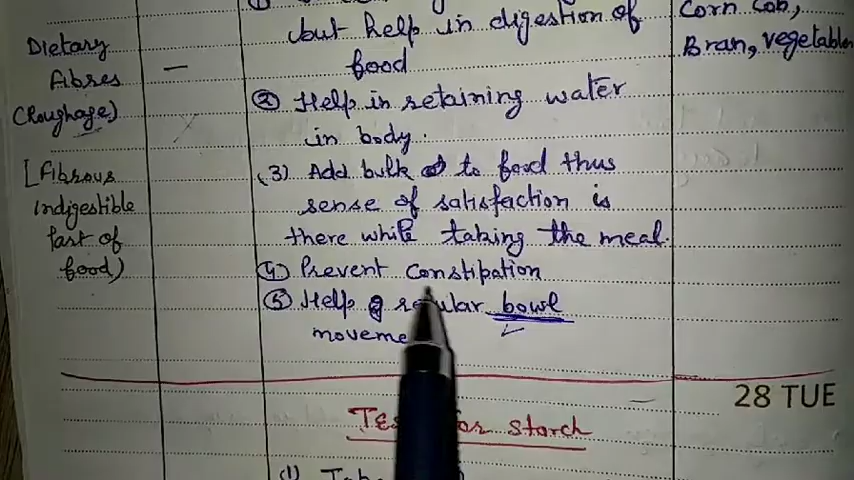 but help in digestion of
food
② Help in retaining water
in body.
(3) Add bulk to food thus
sense of satisfaction is
there while taking the meal.
④ Prevent Constipation
⑤ Help regular bowl
Dietary
Fibres
(Roughage)
[Fibrous
indigestible
part of
food)
—
Corn Cob,
Bran, vegetables
28 TUE
for starch
(1)